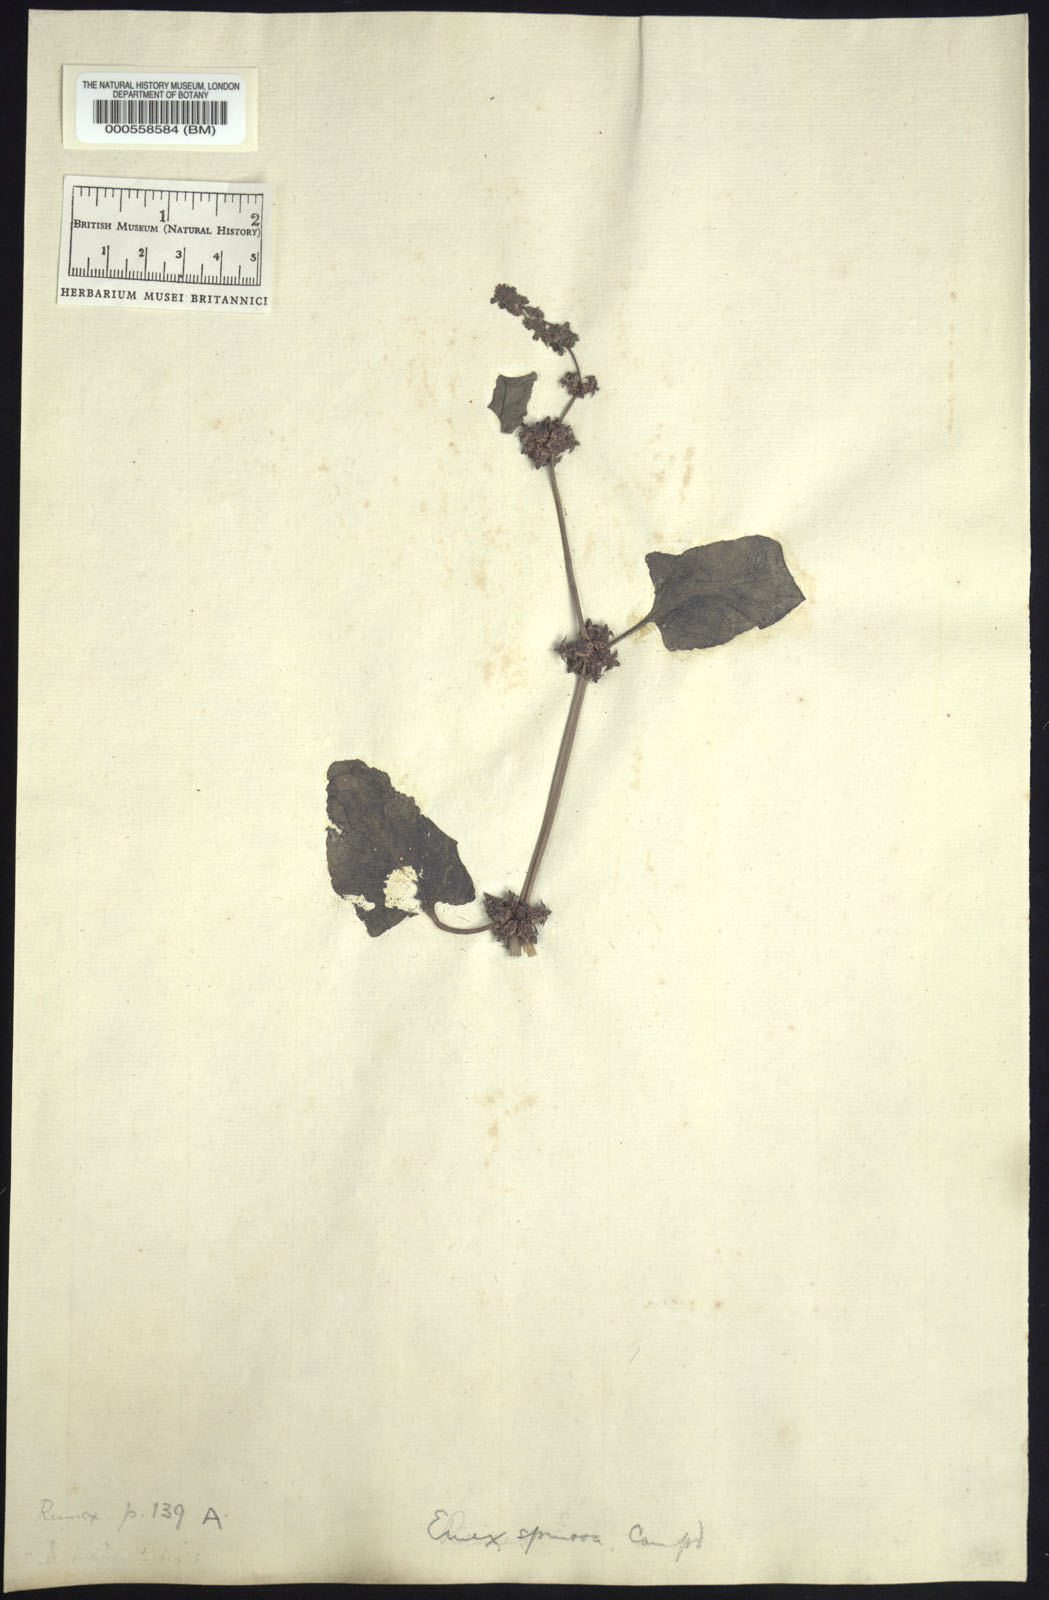 THE NATURAL HISTORY MUSEUM, LONDON
DEPARTMENT OF BOTANY
000558584 (BM)
1 2
BRITISH MUSEUM (NATURAL HISTORY)
1 2 3 4 5
HERBARIUM MUSEI BRITANNICI
Rumex p. 139 A.
Emex spinosa, Campd